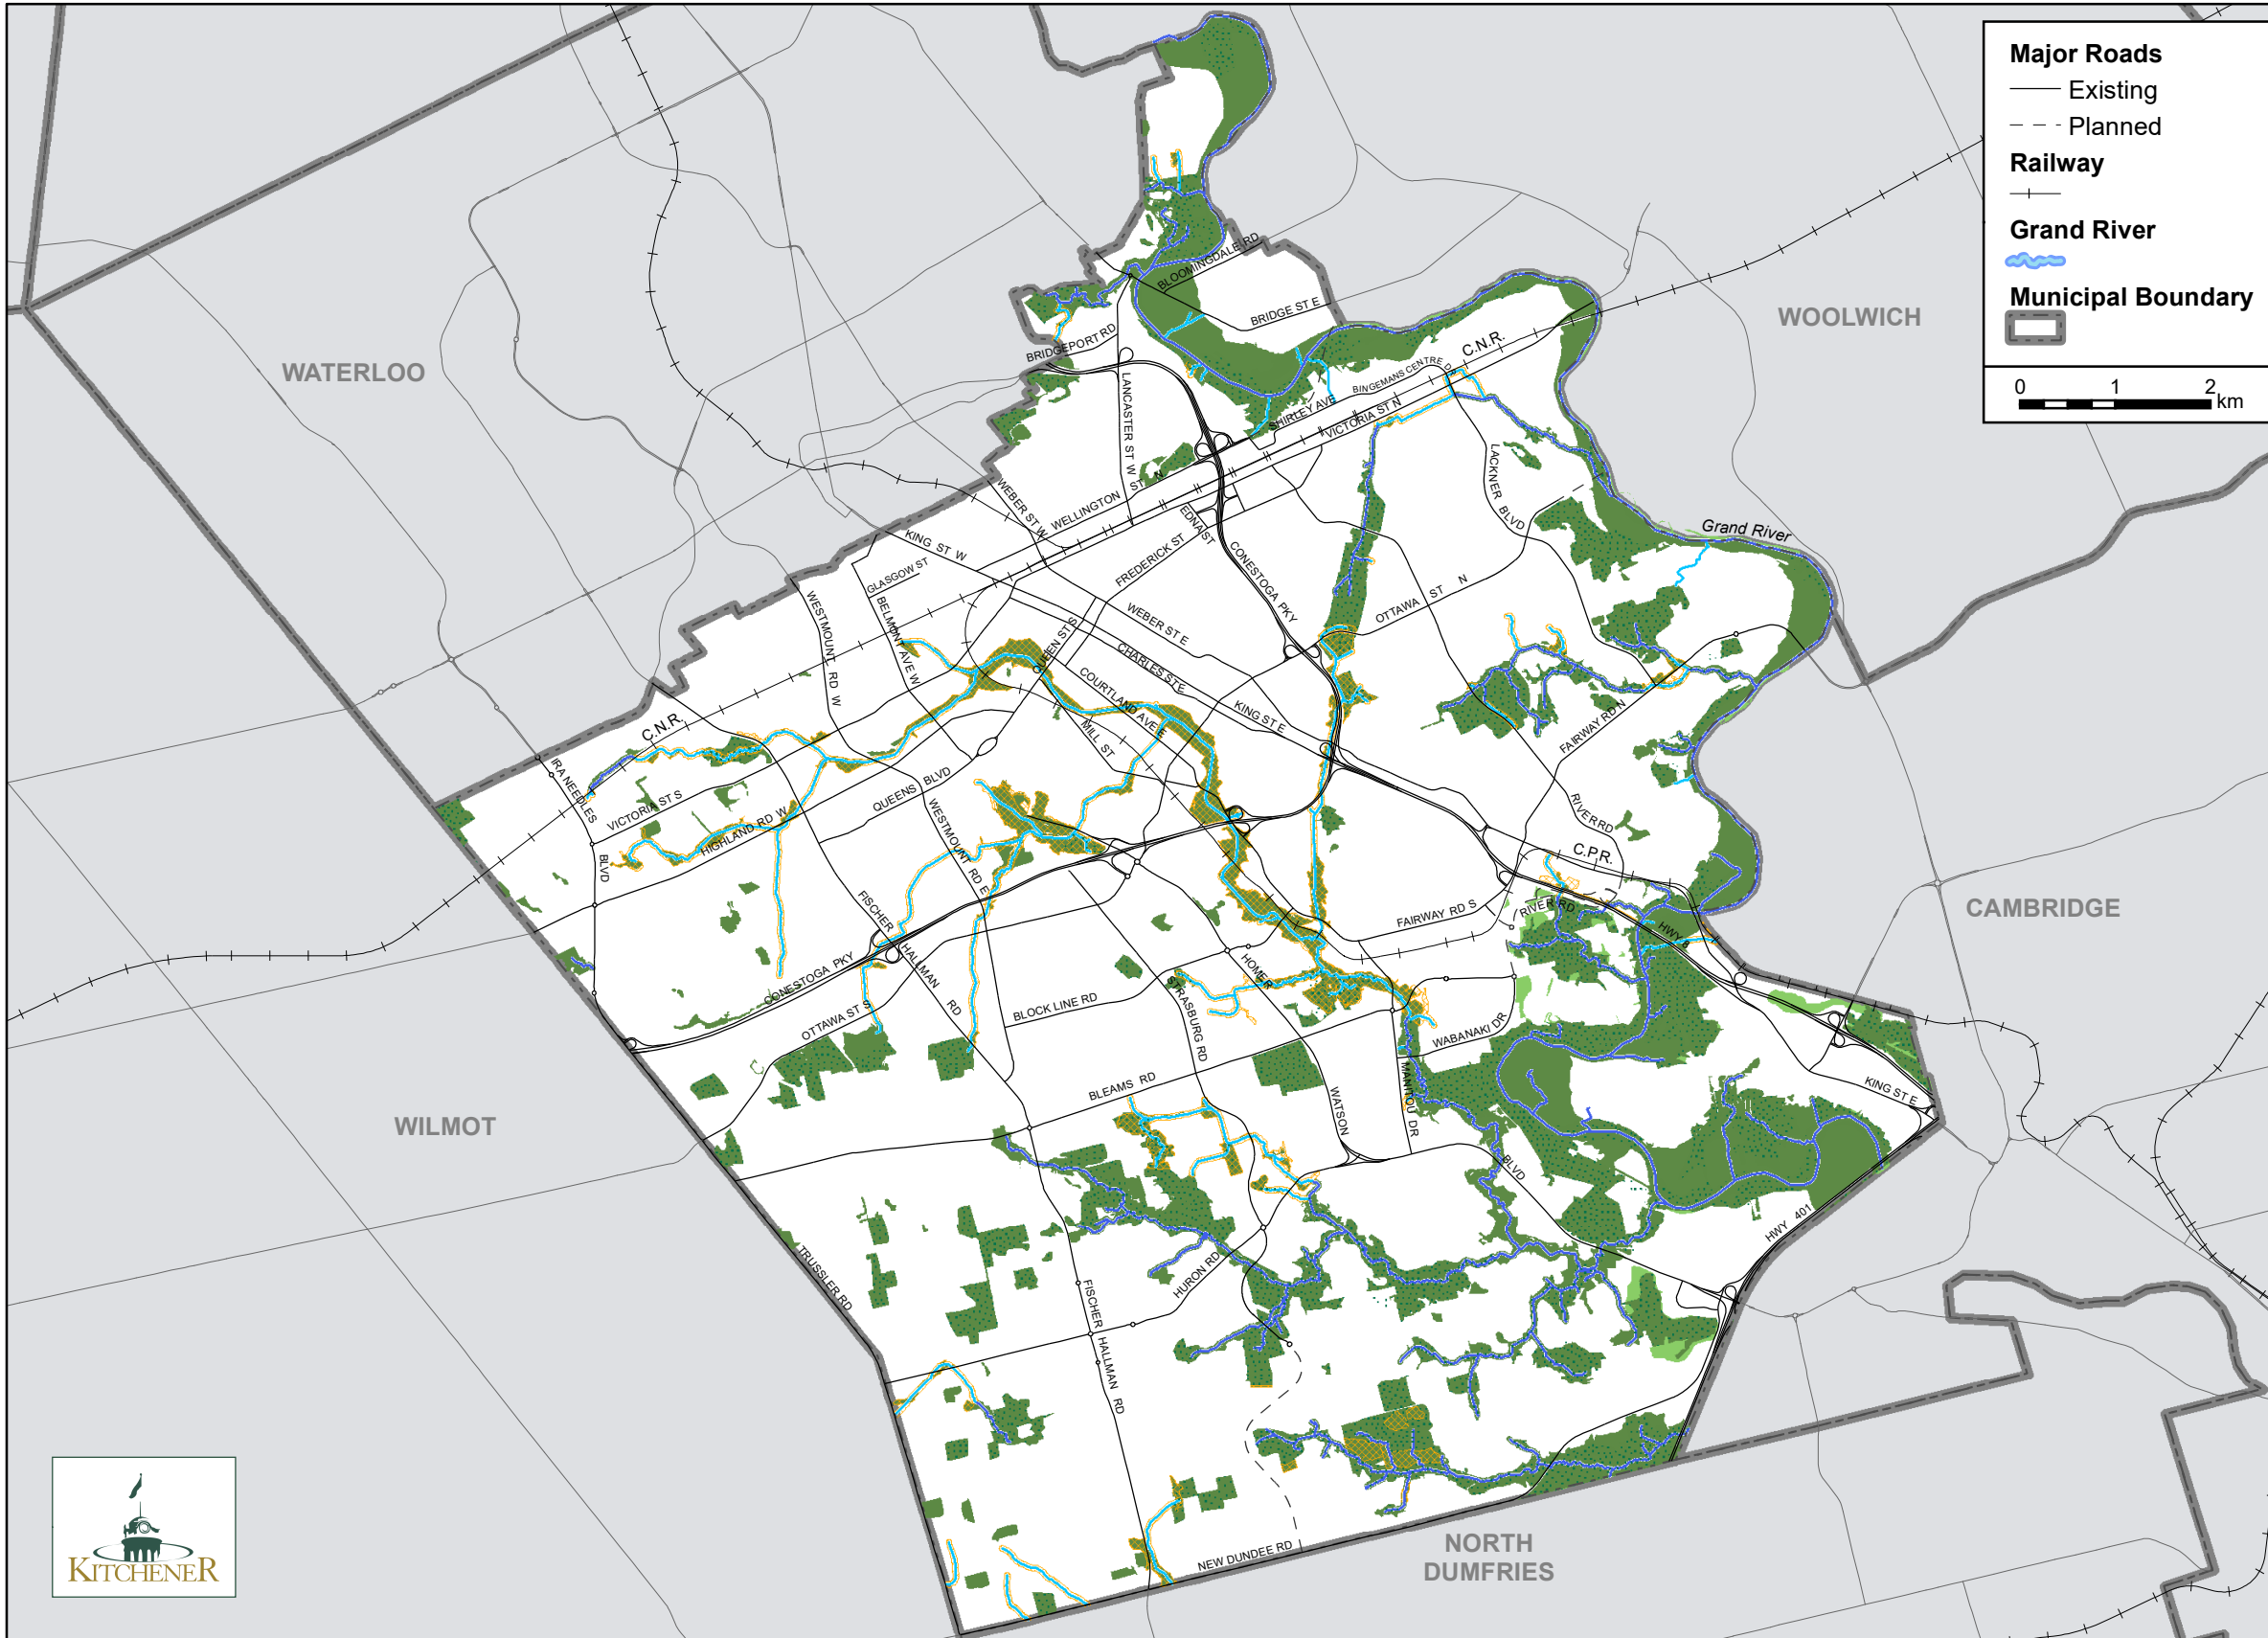 Major Roads
Existing
Planned
Railway
Grand River
Municipal Boundary
0 1 2 km
WATERLOO
WOOLWICH
CAMBRIDGE
WILMOT
NORTH
DUMFRIES
BLOOMINGDALE RD
BRIDGE ST E
BRIDGEPORT RD
LANCASTER ST W
C.N.R.
BINGEMANS CENTRE DR
SHIRLEY AVE
VICTORIA ST N
LACKNER BLVD
WELLINGTON ST N
WEBER ST W
KING ST W
EDNA ST
FREDERICK ST
CONESTOGA PKY
Grand River
GLASGOW ST
BELMONT AVE W
WESTMOUNT RD W
OTTAWA ST N
WEBER ST E
QUEEN ST S
CHARLES ST E
COURTLAND AVE E
KING ST E
MILL ST
FAIRWAY RD N
C.N.R.
IRA NEEDLES
BLVD
VICTORIA ST S
HIGHLAND RD W
QUEENS BLVD
WESTMOUNT RD E
RIVER RD
C.P.R.
FISCHER
HALLMAN
RD
FAIRWAY RD S
RIVER RD
HWY 8
CONESTOGA PKY
OTTAWA ST S
BLOCK LINE RD
STRASBURG RD
HOMER
WATSON
BLVD
WABANAKI DR
MANITOU DR
BLEAMS RD
KING ST E
HWY 401
TRUSSLER RD
HURON RD
FISCHER
HALLMAN RD
NEW DUNDEE RD
KITCHENER